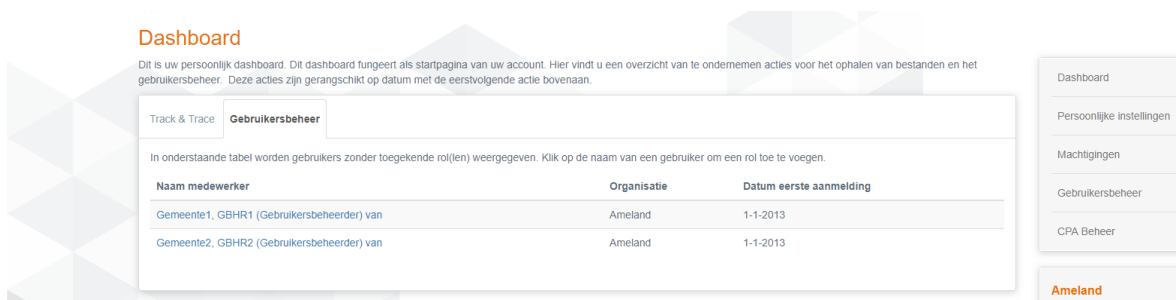 Dashboard
Dit is uw persoonlijk dashboard. Dit dashboard fungeert als startpagina van uw account. Hier vindt u een overzicht van te ondernemen acties voor het ophalen van bestanden en het
gebruikersbeheer.  Deze acties zijn gerangschikt op datum met de eerstvolgende actie bovenaan.
Track & Trace Gebruikersbeheer
In onderstaande tabel worden gebruikers zonder toegekende rol(len) weergegeven. Klik op de naam van een gebruiker om een rol toe te voegen.
Naam medewerker Organisatie Datum eerste aanmelding
Gemeente1, GBHR1 (Gebruikersbeheerder) van Ameland 1-1-2013
Gemeente2, GBHR2 (Gebruikersbeheerder) van Ameland 1-1-2013
Dashboard
Persoonlijke instellingen
Machtigingen
Gebruikersbeheer
CPA Beheer
Ameland